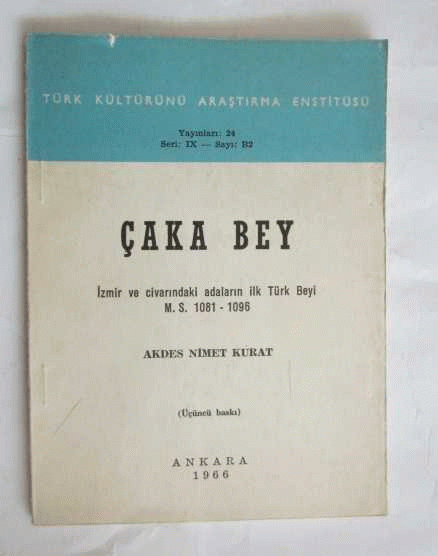 TÜRK KÜLTÜRÜNÜ ARAŞTIRMA ENSTİTÜSÜ
Yayınları: 24
Seri: IX — Sayı: B2
ÇAKA BEY
İzmir ve civarındaki adaların ilk Türk Beyi
M. S. 1081 - 1096
AKDES NİMET KURAT
(Üçüncü baskı)
ANKARA
1966